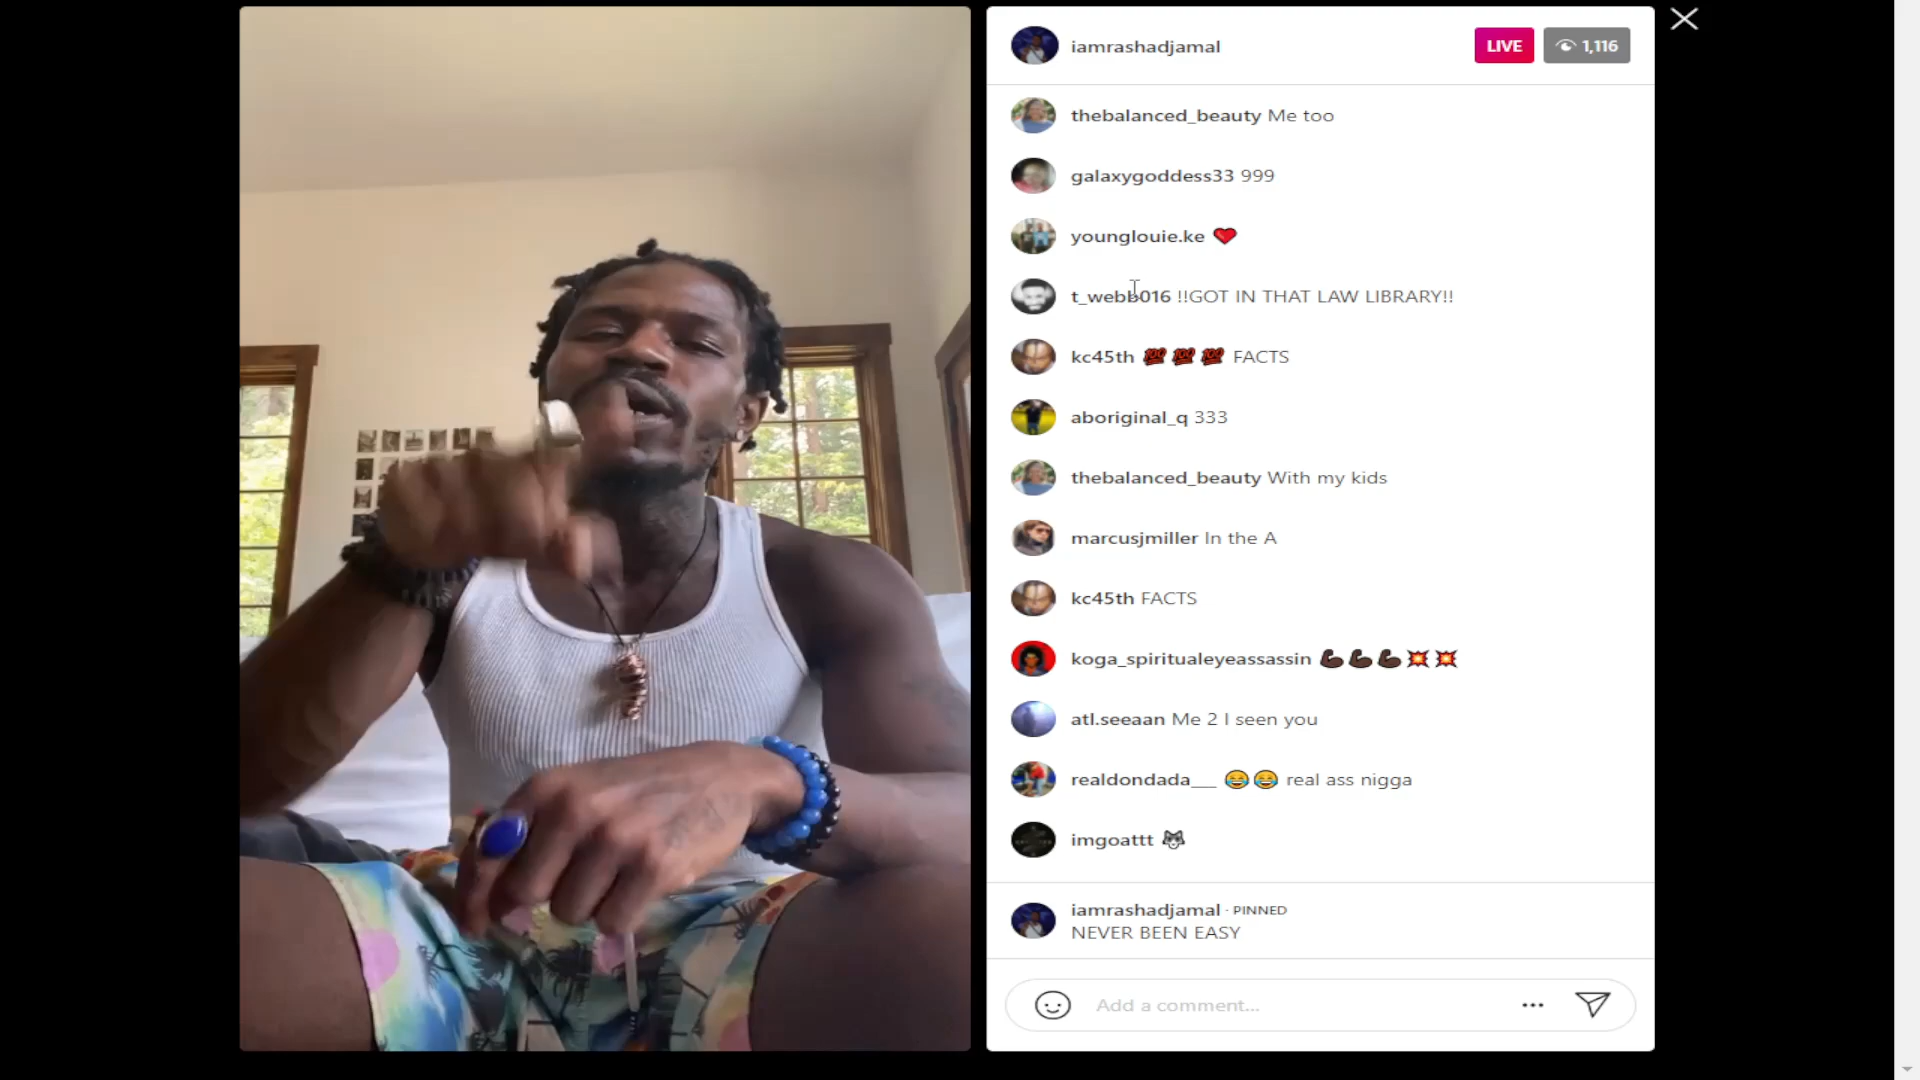 iamrashadjamal
LIVE
1,116
thebalanced_beauty Me too
galaxygoddess33 999
younglouie.ke ❤️
t_webb016 !!GOT IN THAT LAW LIBRARY!!
kc45th 💯 💯 💯 FACTS
aboriginal_q 333
thebalanced_beauty With my kids
marcusjmiller In the A
kc45th FACTS
koga_spiritualeyeassassin 💪🏿💪🏿💪🏿💥💥
atl.seeaan Me 2 I seen you
realdondada___ 😂😂 real ass nigga
imgoattt 🐺
iamrashadjamal · PINNED
NEVER BEEN EASY
Add a comment...